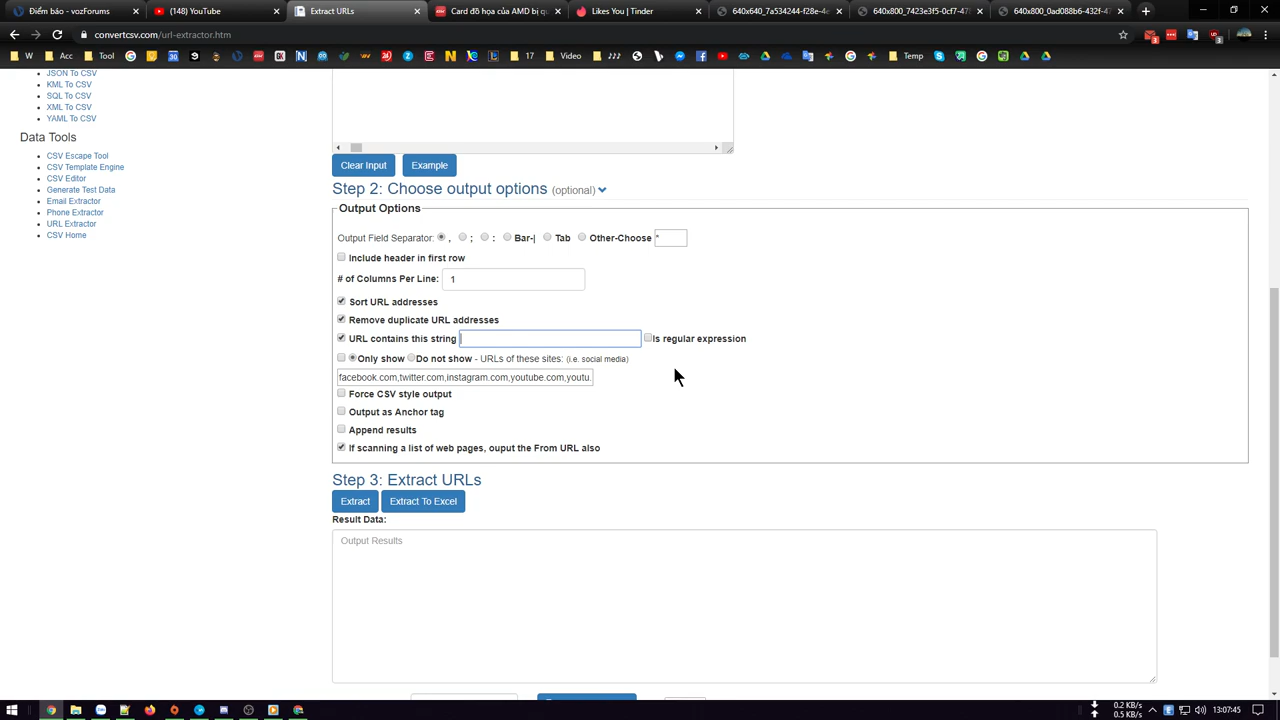 Điểm báo - vozForums
(148) YouTube
Extract URLs
Card đồ họa của AMD bị q
Likes You | Tinder
640x640_7a534244-f28e-4e
640x800_7423e3f5-0cf7-47
640x800_0ad088b6-432f-47
convertcsv.com/url-extractor.htm
W
Acc
Tool
17
Video
Temp
JSON To CSV
KML To CSV
SQL To CSV
XML To CSV
YAML To CSV
Data Tools
CSV Escape Tool
CSV Template Engine
CSV Editor
Generate Test Data
Email Extractor
Phone Extractor
URL Extractor
CSV Home
Clear Input
Example
Step 2: Choose output options (optional)
Output Options
Output Field Separator: , ; : Bar-| Tab Other-Choose
Include header in first row
# of Columns Per Line: 1
Sort URL addresses
Remove duplicate URL addresses
URL contains this string
Is regular expression
Only show Do not show - URLs of these sites: (i.e. social media)
facebook.com,twitter.com,instagram.com,youtube.com,youtu.
Force CSV style output
Output as Anchor tag
Append results
If scanning a list of web pages, ouput the From URL also
Step 3: Extract URLs
Extract
Extract To Excel
Result Data:
Output Results
0.2 KB/s
0.5 KB/s
13:07:45